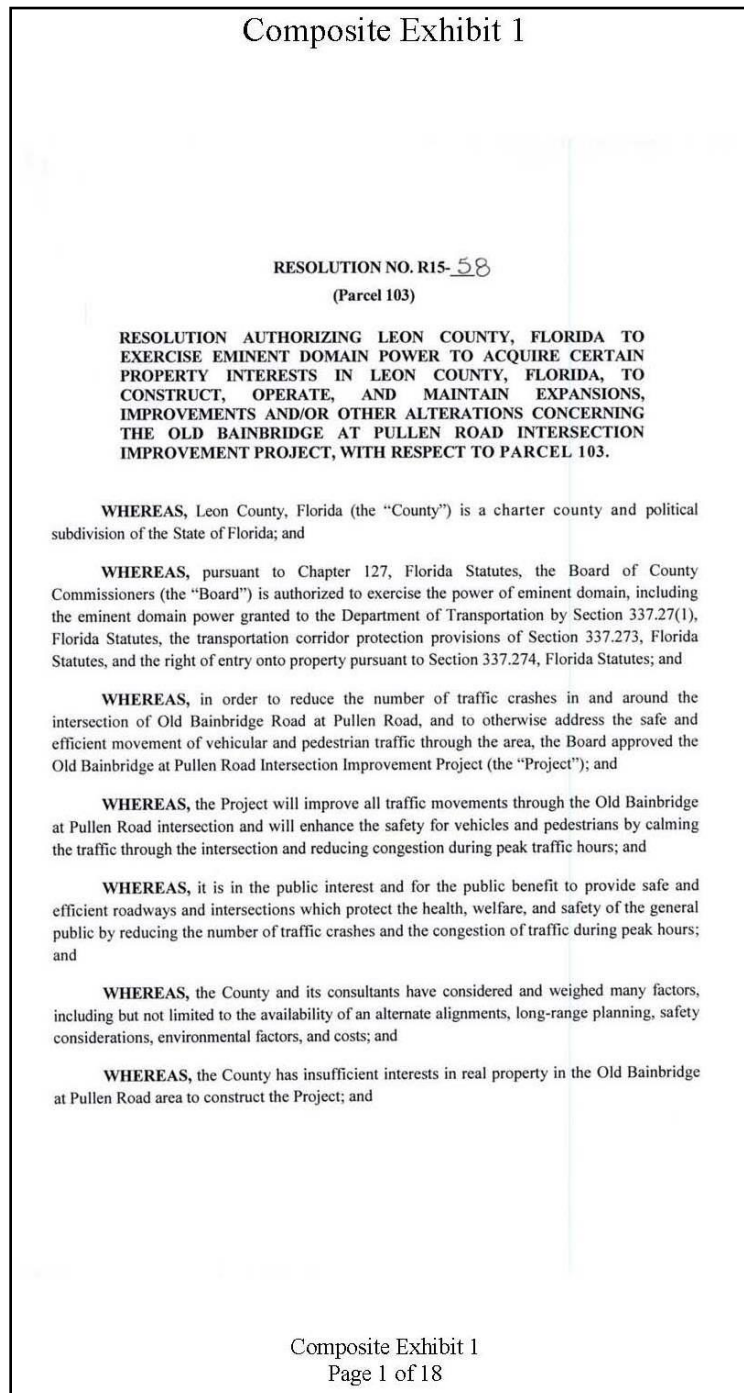 Composite Exhibit 1
RESOLUTION NO. R15-58
(Parcel 103)
RESOLUTION AUTHORIZING LEON COUNTY, FLORIDA TO
EXERCISE EMINENT DOMAIN POWER TO ACQUIRE CERTAIN
PROPERTY INTERESTS IN LEON COUNTY, FLORIDA, TO
CONSTRUCT, OPERATE, AND MAINTAIN EXPANSIONS,
IMPROVEMENTS AND/OR OTHER ALTERATIONS CONCERNING
THE OLD BAINBRIDGE AT PULLEN ROAD INTERSECTION
IMPROVEMENT PROJECT, WITH RESPECT TO PARCEL 103.
WHEREAS, Leon County, Florida (the “County”) is a charter county and political
subdivision of the State of Florida; and
WHEREAS, pursuant to Chapter 127, Florida Statutes, the Board of County
Commissioners (the “Board”) is authorized to exercise the power of eminent domain, including
the eminent domain power granted to the Department of Transportation by Section 337.27(1),
Florida Statutes, the transportation corridor protection provisions of Section 337.273, Florida
Statutes, and the right of entry onto property pursuant to Section 337.274, Florida Statutes; and
WHEREAS, in order to reduce the number of traffic crashes in and around the
intersection of Old Bainbridge Road at Pullen Road, and to otherwise address the safe and
efficient movement of vehicular and pedestrian traffic through the area, the Board approved the
Old Bainbridge at Pullen Road Intersection Improvement Project (the “Project”); and
WHEREAS, the Project will improve all traffic movements through the Old Bainbridge
at Pullen Road intersection and will enhance the safety for vehicles and pedestrians by calming
the traffic through the intersection and reducing congestion during peak traffic hours; and
WHEREAS, it is in the public interest and for the public benefit to provide safe and
efficient roadways and intersections which protect the health, welfare, and safety of the general
public by reducing the number of traffic crashes and the congestion of traffic during peak hours;
and
WHEREAS, the County and its consultants have considered and weighed many factors,
including but not limited to the availability of an alternate alignments, long-range planning, safety
considerations, environmental factors, and costs; and
WHEREAS, the County has insufficient interests in real property in the Old Bainbridge
at Pullen Road area to construct the Project; and
Composite Exhibit 1
Page 1 of 18